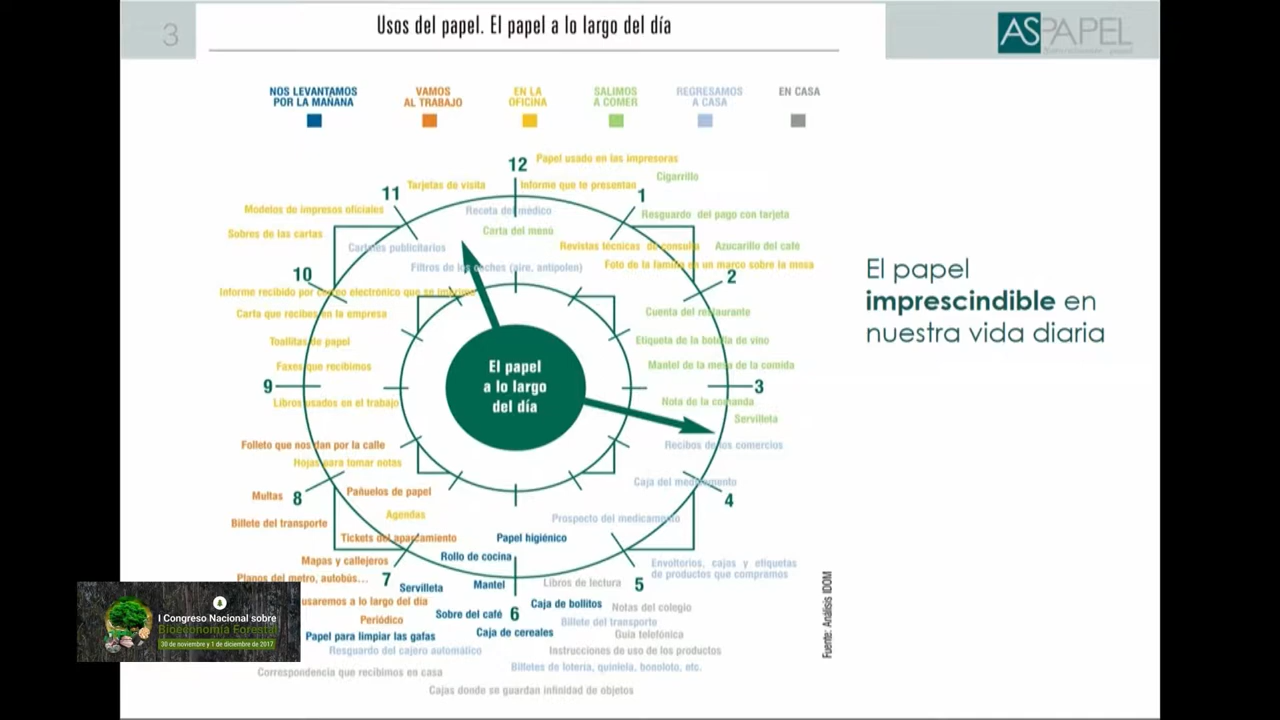 3
Usos del papel. El papel a lo largo del día
ASPAPEL
NOS LEVANTAMOS
POR LA MAÑANA
VAMOS
AL TRABAJO
EN LA
OFICINA
SALIMOS
A COMER
REGRESAMOS
A CASA
EN CASA
12
Papel usado en las impresoras
Cigarrillo
Tarjetas de visita
Informe que te presentan
11
1
Modelos de impresos oficiales
Receta del médico
Resguardo del pago con tarjeta
Sobres de las cartas
Carta del menú
Carteles publicitarios
Revistas técnicas de consulta
Azucarillo del café
Filtros de los coches (aire, antipolen)
Foto de la familia en un marco sobre la mesa
10
2
Informe recibido por correo electrónico que se imprime
Carta que recibes en la empresa
Cuenta del restaurante
Toallitas de papel
Etiqueta de la botella de vino
Faxes que recibimos
Mantel de la mesa de la comida
El papel
a lo largo
del día
9
3
Libros usados en el trabajo
Nota de la comanda
Servilleta
Folleto que nos dan por la calle
Recibos de los comercios
Hojas para tomar notas
Caja del medicamento
Multas
8
Pañuelos de papel
4
Billete del transporte
Agendas
Prospecto del medicamento
Tickets del aparcamiento
Papel higiénico
Mapas y callejeros
Rollo de cocina
Envoltorios, cajas y etiquetas
de productos que compramos
Planos del metro, autobús...
7
Servilleta
Mantel
Libros de lectura
5
usaremos a lo largo del día
Sobre del café
6
Caja de bollitos
Notas del colegio
Periódico
Billete del transporte
Papel para limpiar las gafas
Caja de cereales
Guía telefónica
Resguardo del cajero automático
Instrucciones de uso de los productos
Correspondencia que recibimos en casa
Billetes de lotería, quiniela, bonoloto, etc.
Cajas donde se guardan infinidad de objetos
Fuente: Análisis IDOM
El papel
imprescindible en
nuestra vida diaria
I Congreso Nacional sobre
Bioeconomía Forestal
30 de noviembre y 1 de diciembre de 2017